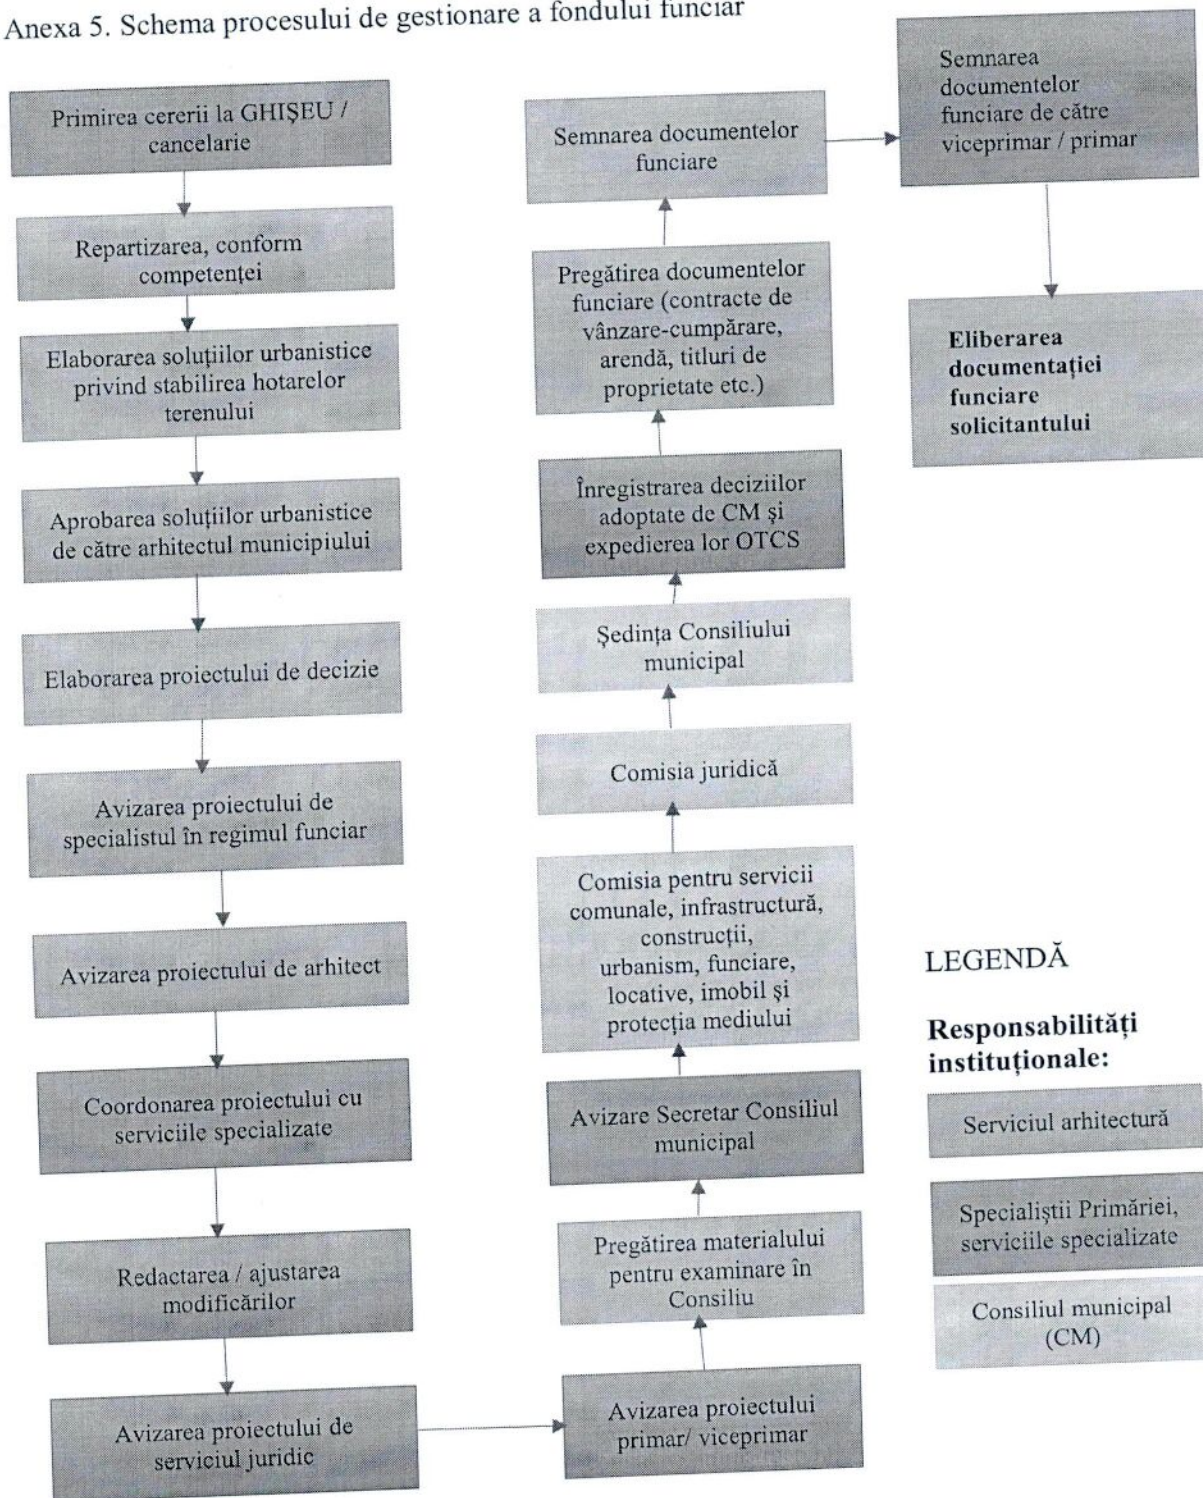 Anexa 5. Schema procesului de gestionare a fondului funciar
Primirea cererii la GHIȘEU /
cancelarie
Repartizarea, conform
competenței
Elaborarea soluțiilor urbanistice
privind stabilirea hotarelor
terenului
Aprobarea soluțiilor urbanistice
de către arhitectul municipiului
Elaborarea proiectului de decizie
Avizarea proiectului de
specialistul în regimul funciar
Avizarea proiectului de arhitect
Coordonarea proiectului cu
serviciile specializate
Redactarea / ajustarea
modificărilor
Avizarea proiectului de
serviciul juridic
Avizarea proiectului
primar/ viceprimar
Pregătirea materialului
pentru examinare în
Consiliu
Avizare Secretar Consiliul
municipal
Comisia pentru servicii
comunale, infrastructură,
construcții,
urbanism, funciare,
locative, imobil și
protecția mediului
Comisia juridică
Ședința Consiliului
municipal
Înregistrarea deciziilor
adoptate de CM și
expedierea lor OTCS
Pregătirea documentelor
funciare (contracte de
vânzare-cumpărare,
arendă, titluri de
proprietate etc.)
Semnarea documentelor
funciare
Semnarea
documentelor
funciare de către
viceprimar / primar
Eliberarea
documentației
funciare
solicitantului
LEGENDĂ
Responsabilități
instituționale:
Serviciul arhitectură
Specialiștii Primăriei,
serviciile specializate
Consiliul municipal
(CM)